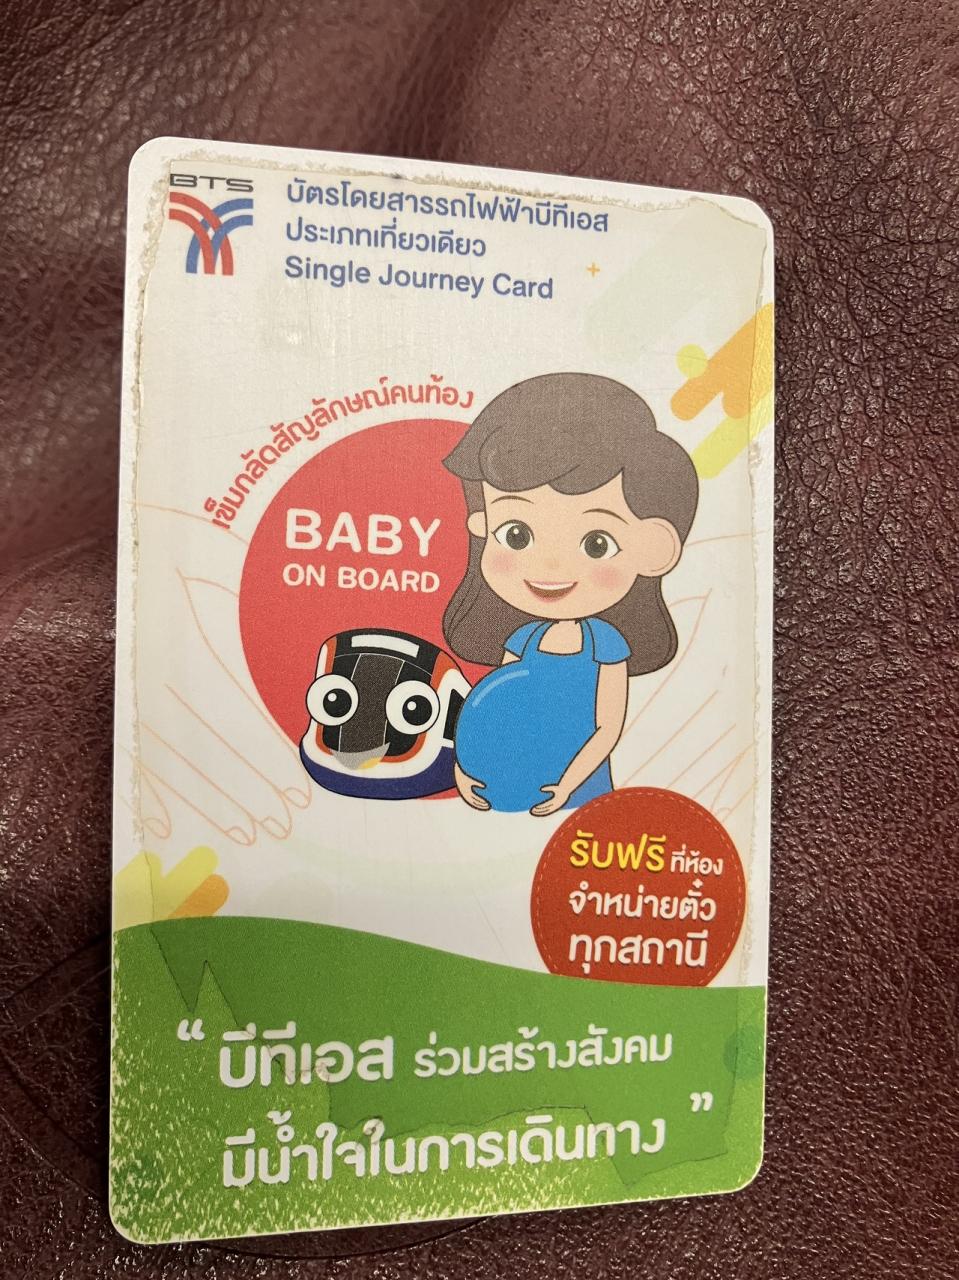 BTS
บัตรโดยสารรถไฟฟ้าบีทีเอส
ประเภทเที่ยวเดียว
Single Journey Card
เข็มกลัดสัญลักษณ์คนท้อง
BABY
ON BOARD
รับฟรี ที่ห้อง
จำหน่ายตั๋ว
ทุกสถานี
“ บีทีเอส ร่วมสร้างสังคม
มีน้ำใจในการเดินทาง ”